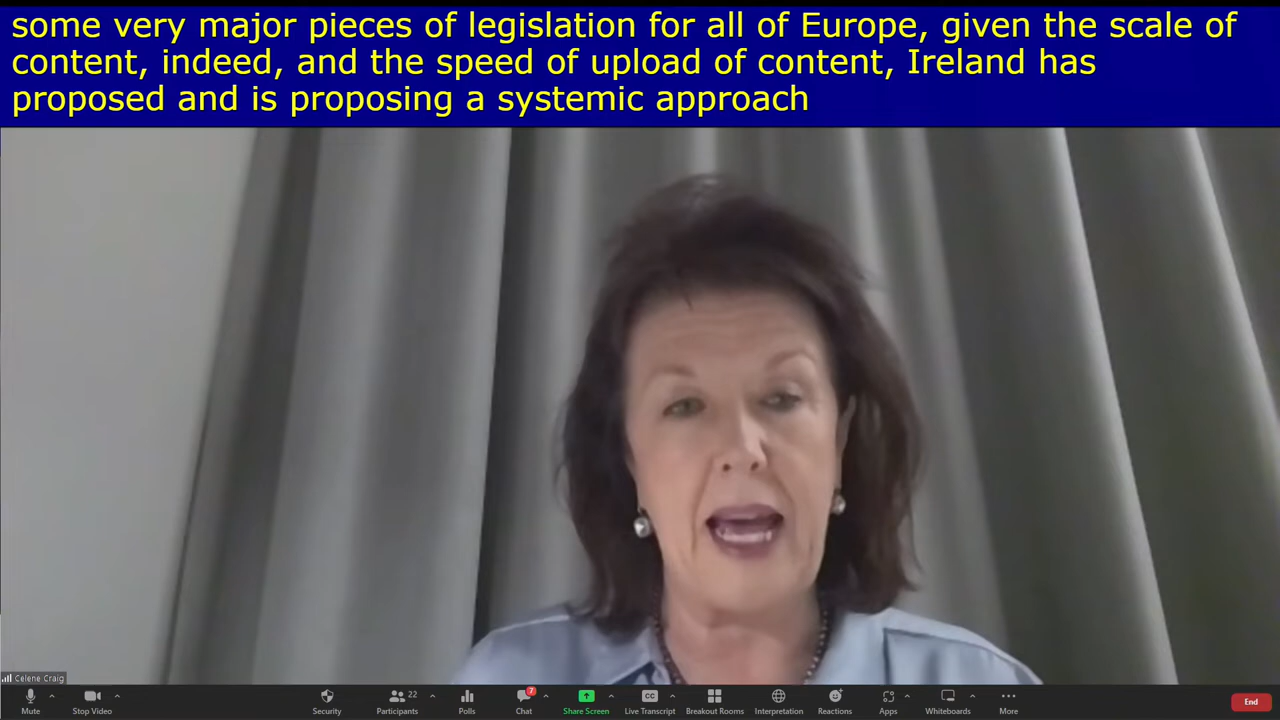 some very major pieces of legislation for all of Europe, given the scale of
content, indeed, and the speed of upload of content, Ireland has
proposed and is proposing a systemic approach
Celene Craig
Mute
Stop Video
Security
22
Participants
Polls
7
Chat
Share Screen
CC
Live Transcript
Breakout Rooms
Interpretation
Reactions
Apps
Whiteboards
More
End